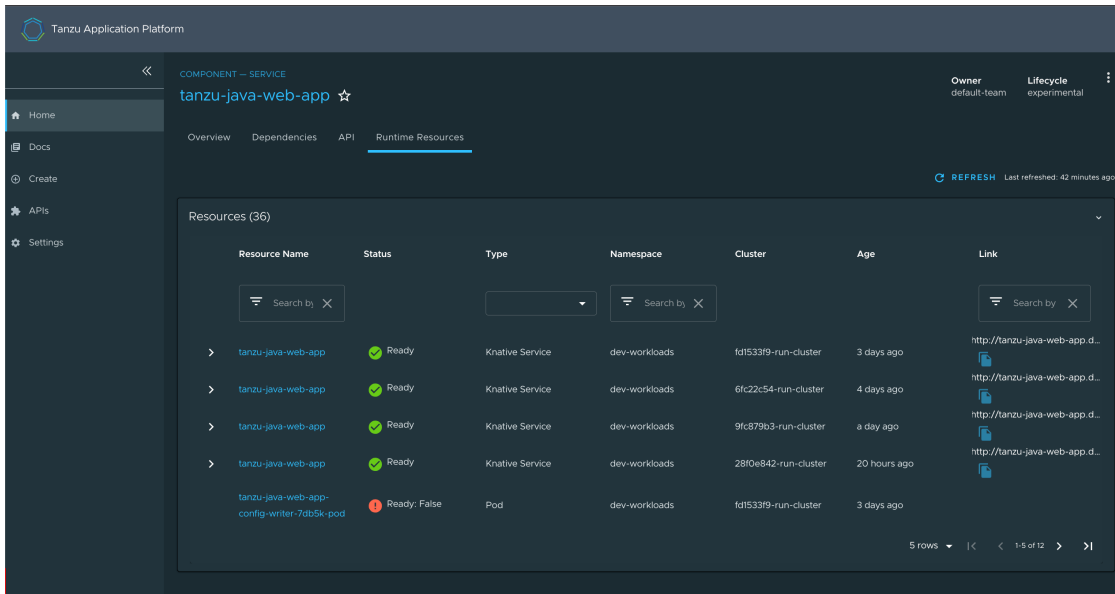 Tanzu Application Platform
COMPONENT — SERVICE
tanzu-java-web-app
Owner
default-team
Lifecycle
experimental
Home
Docs
Create
APIs
Settings
Overview Dependencies API Runtime Resources
REFRESH Last refreshed: 42 minutes ago
Resources (36)
Resource Name Status Type Namespace Cluster Age Link
Search by Search by Search by
tanzu-java-web-app Ready Knative Service dev-workloads fd1533f9-run-cluster 3 days ago http://tanzu-java-web-app.d...
tanzu-java-web-app Ready Knative Service dev-workloads 6fc22c54-run-cluster 4 days ago http://tanzu-java-web-app.d...
tanzu-java-web-app Ready Knative Service dev-workloads 9fc879b3-run-cluster a day ago http://tanzu-java-web-app.d...
tanzu-java-web-app Ready Knative Service dev-workloads 28f0e842-run-cluster 20 hours ago http://tanzu-java-web-app.d...
tanzu-java-web-app-
config-writer-7db5k-pod Ready: False Pod dev-workloads fd1533f9-run-cluster 3 days ago
5 rows 1-5 of 12